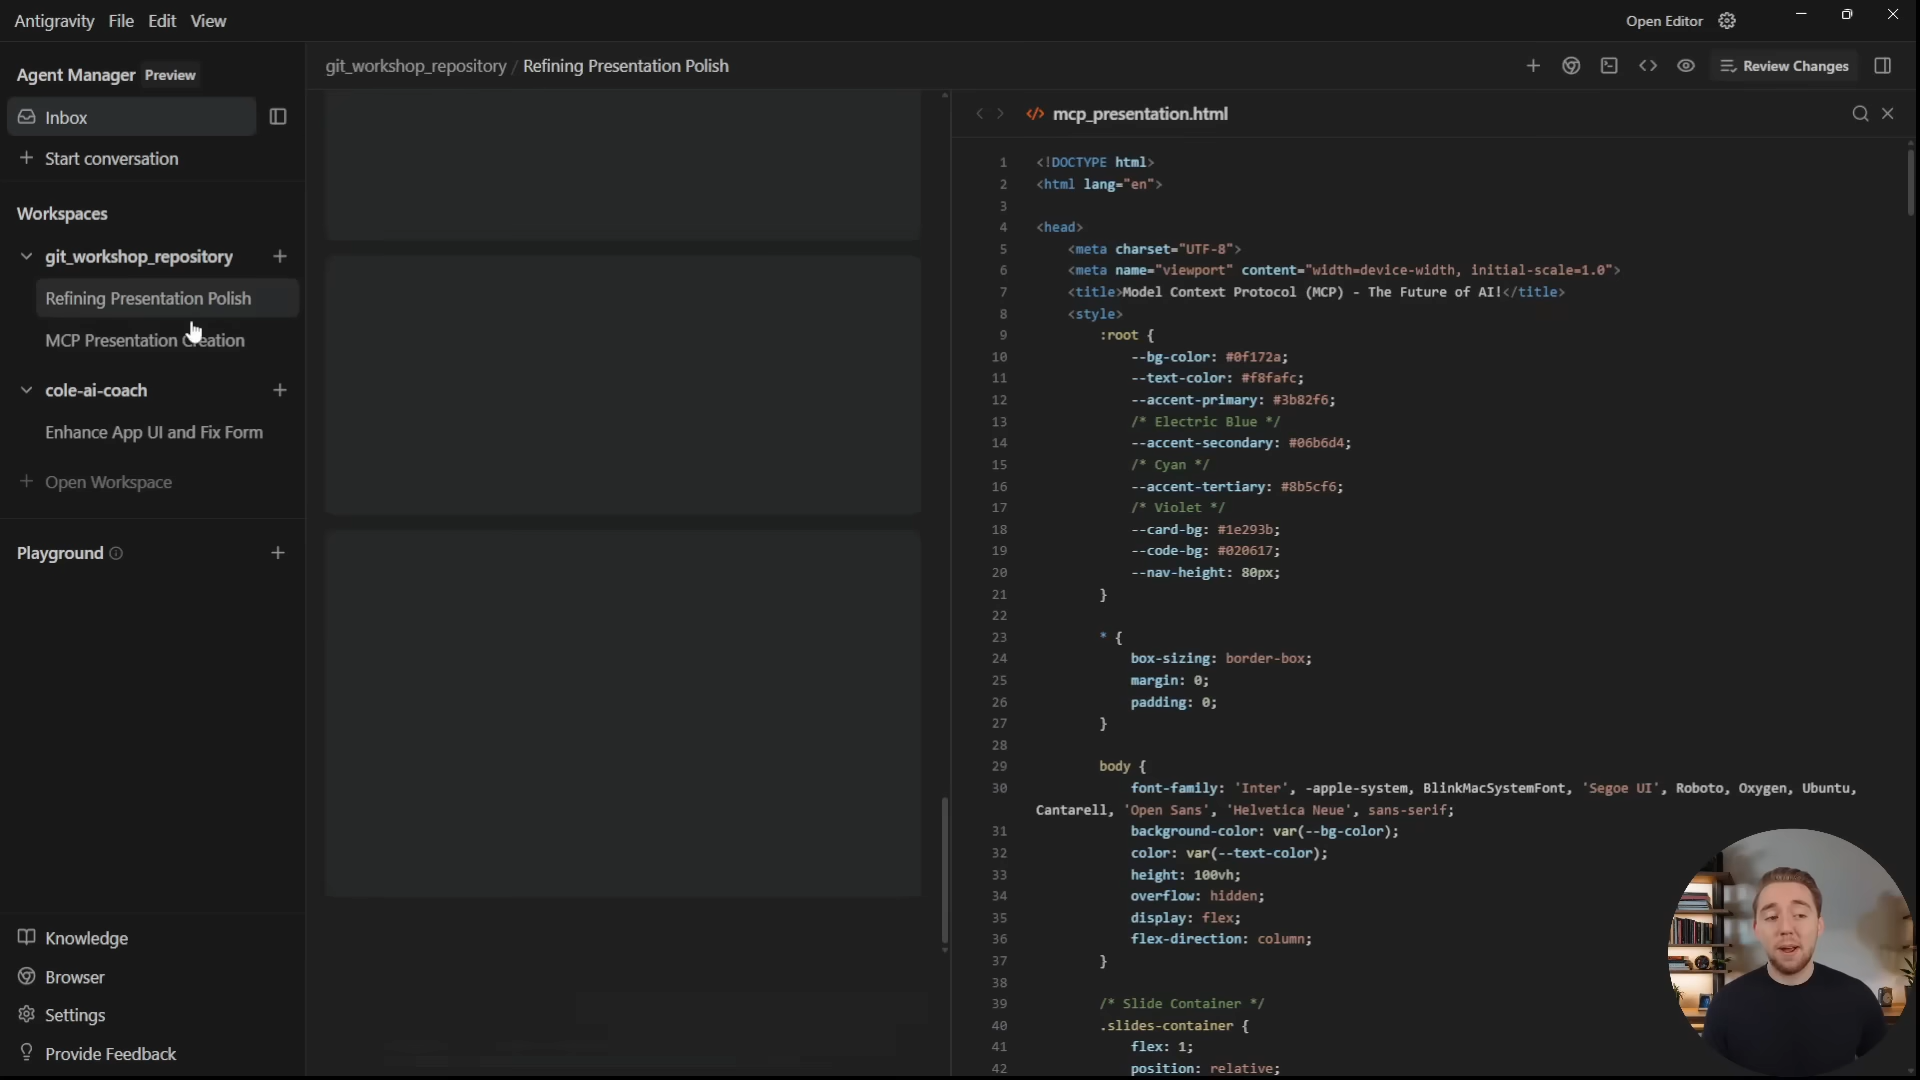 Antigravity File Edit View
Open Editor
Agent Manager Preview
Inbox
Start conversation
Workspaces
git_workshop_repository
Refining Presentation Polish
MCP Presentation Creation
cole-ai-coach
Enhance App UI and Fix Form
Open Workspace
Playground
Knowledge
Browser
Settings
Provide Feedback
git_workshop_repository / Refining Presentation Polish
Review Changes
</> mcp_presentation.html
1 <!DOCTYPE html>
2 <html lang="en">
3
4 <head>
5 <meta charset="UTF-8">
6 <meta name="viewport" content="width=device-width, initial-scale=1.0">
7 <title>Model Context Protocol (MCP) - The Future of AI!</title>
8 <style>
9 :root {
10 --bg-color: #0f172a;
11 --text-color: #f8fafc;
12 --accent-primary: #3b82f6;
13 /* Electric Blue */
14 --accent-secondary: #06b6d4;
15 /* Cyan */
16 --accent-tertiary: #8b5cf6;
17 /* Violet */
18 --card-bg: #1e293b;
19 --code-bg: #020617;
20 --nav-height: 80px;
21 }
22
23 * {
24 box-sizing: border-box;
25 margin: 0;
26 padding: 0;
27 }
28
29 body {
30 font-family: 'Inter', -apple-system, BlinkMacSystemFont, 'Segoe UI', Roboto, Oxygen, Ubuntu,
Cantarell, 'Open Sans', 'Helvetica Neue', sans-serif;
31 background-color: var(--bg-color);
32 color: var(--text-color);
33 height: 100vh;
34 overflow: hidden;
35 display: flex;
36 flex-direction: column;
37 }
38
39 /* Slide Container */
40 .slides-container {
41 flex: 1;
42 position: relative;